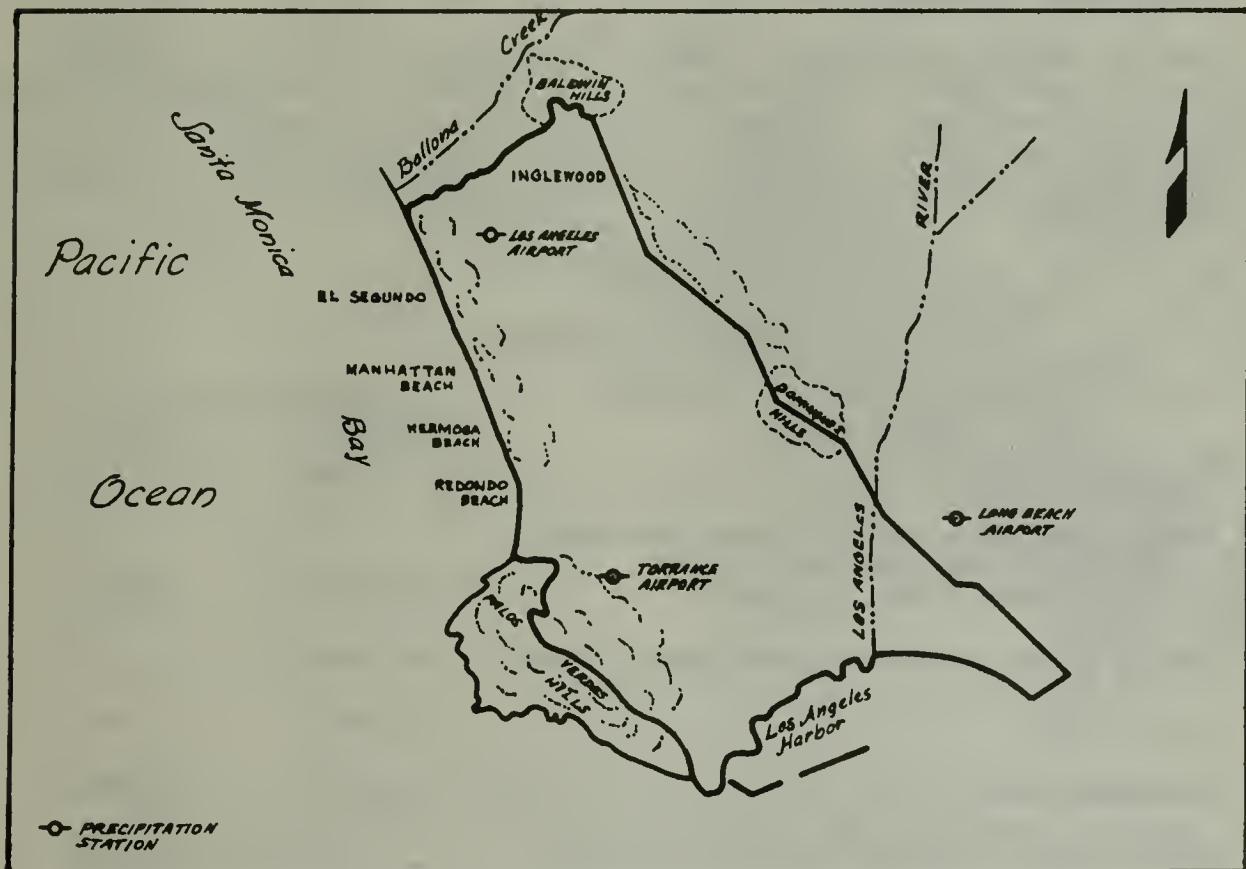 Ballona Creek
BALDWIN
HILLS
Santa Monica
Bay
INGLEWOOD
RIVER
LOS ANGELES
AIRPORT
Pacific
EL SEGUNDO
MANHATTAN
BEACH
DOMINGUEZ
HILLS
HERMOSA
BEACH
REDONDO
BEACH
Ocean
LONG BEACH
AIRPORT
TORRANCE
AIRPORT
LOS ANGELES
PALOS
VERDES
HILLS
Los Angeles
Harbor
PRECIPITATION
STATION